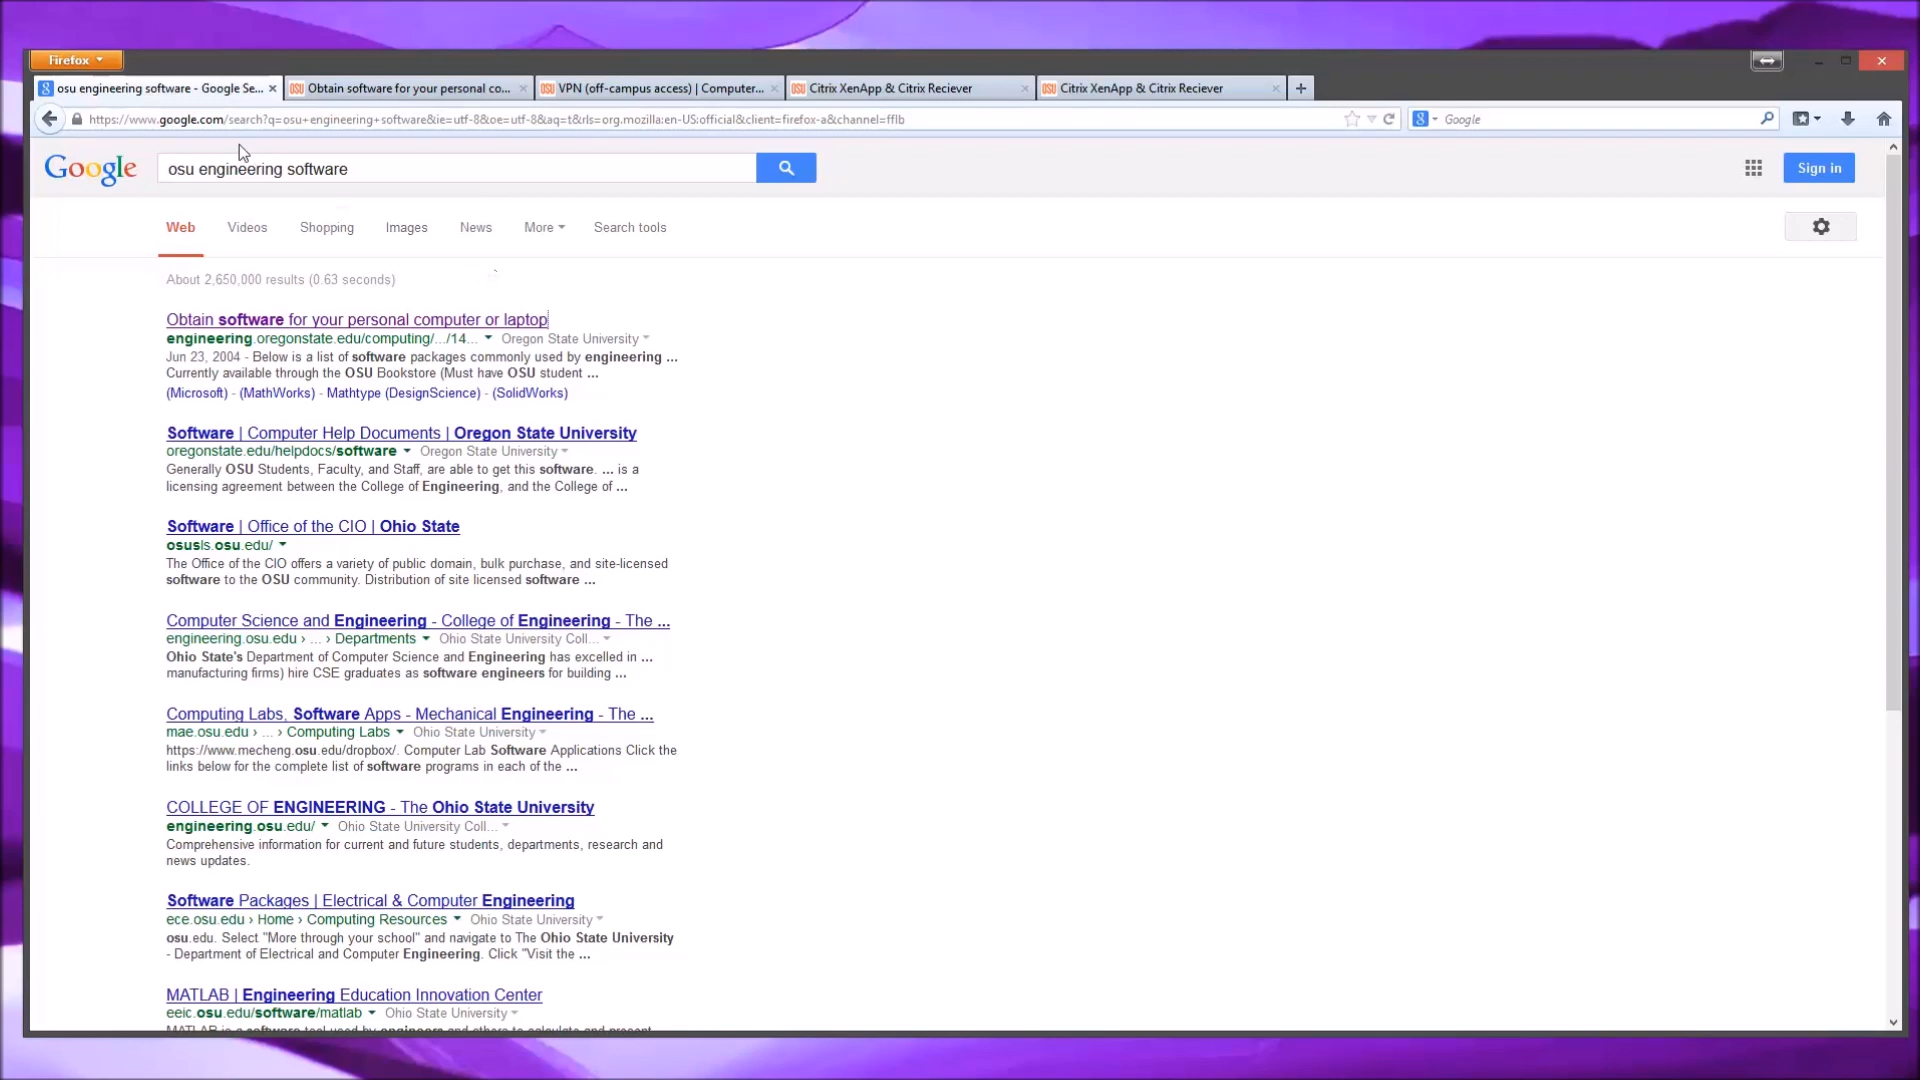 Firefox
osu engineering software - Google Se...
Obtain software for your personal co...
VPN (off-campus access) | Computer...
Citrix XenApp & Citrix Reciever
Citrix XenApp & Citrix Reciever
https://www.google.com/search?q=osu+engineering+software&ie=utf-8&oe=utf-8&aq=t&rls=org.mozilla:en-US:official&client=firefox-a&channel=fflb
Google
Google
osu engineering software
Sign in
Web Videos Shopping Images News More Search tools
About 2,650,000 results (0.63 seconds)
Obtain software for your personal computer or laptop
engineering.oregonstate.edu/computing/.../14... Oregon State University
Jun 23, 2004 - Below is a list of software packages commonly used by engineering ...
Currently available through the OSU Bookstore (Must have OSU student ...
(Microsoft) - (MathWorks) - Mathtype (DesignScience) - (SolidWorks)
Software | Computer Help Documents | Oregon State University
oregonstate.edu/helpdocs/software Oregon State University
Generally OSU Students, Faculty, and Staff, are able to get this software. ... is a
licensing agreement between the College of Engineering, and the College of ...
Software | Office of the CIO | Ohio State
osusls.osu.edu/
The Office of the CIO offers a variety of public domain, bulk purchase, and site-licensed
software to the OSU community. Distribution of site licensed software ...
Computer Science and Engineering - College of Engineering - The ...
engineering.osu.edu › ... › Departments Ohio State University Coll...
Ohio State's Department of Computer Science and Engineering has excelled in ...
manufacturing firms) hire CSE graduates as software engineers for building ...
Computing Labs, Software Apps - Mechanical Engineering - The ...
mae.osu.edu › ... › Computing Labs Ohio State University
https://www.mecheng.osu.edu/dropbox/. Computer Lab Software Applications Click the
links below for the complete list of software programs in each of the ...
COLLEGE OF ENGINEERING - The Ohio State University
engineering.osu.edu/ Ohio State University Coll...
Comprehensive information for current and future students, departments, research and
news updates.
Software Packages | Electrical & Computer Engineering
ece.osu.edu › Home › Computing Resources Ohio State University
osu.edu. Select "More through your school" and navigate to The Ohio State University
- Department of Electrical and Computer Engineering. Click "Visit the ...
MATLAB | Engineering Education Innovation Center
eeic.osu.edu/software/matlab Ohio State University
MATLAB is a software tool used by engineers and others to calculate and present